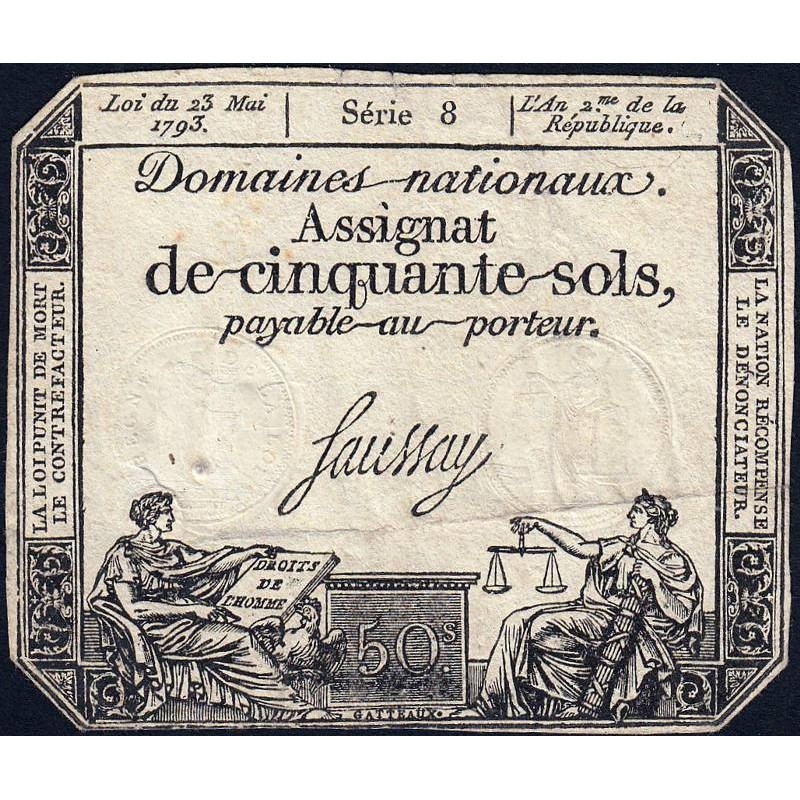 Loi du 23 Mai
1793.
Série 8
L'An 2.me de la
République.
Domaines nationaux.
Assignat
de cinquante sols,
payable au porteur.
LA LOI PUNIT DE MORT
LE CONTREFACTEUR.
LA NATION RÉCOMPENSE
LE DÉNONCIATEUR.
Saussay
DROITS
DE
L'HOMME
50.s
GATTEAUX.